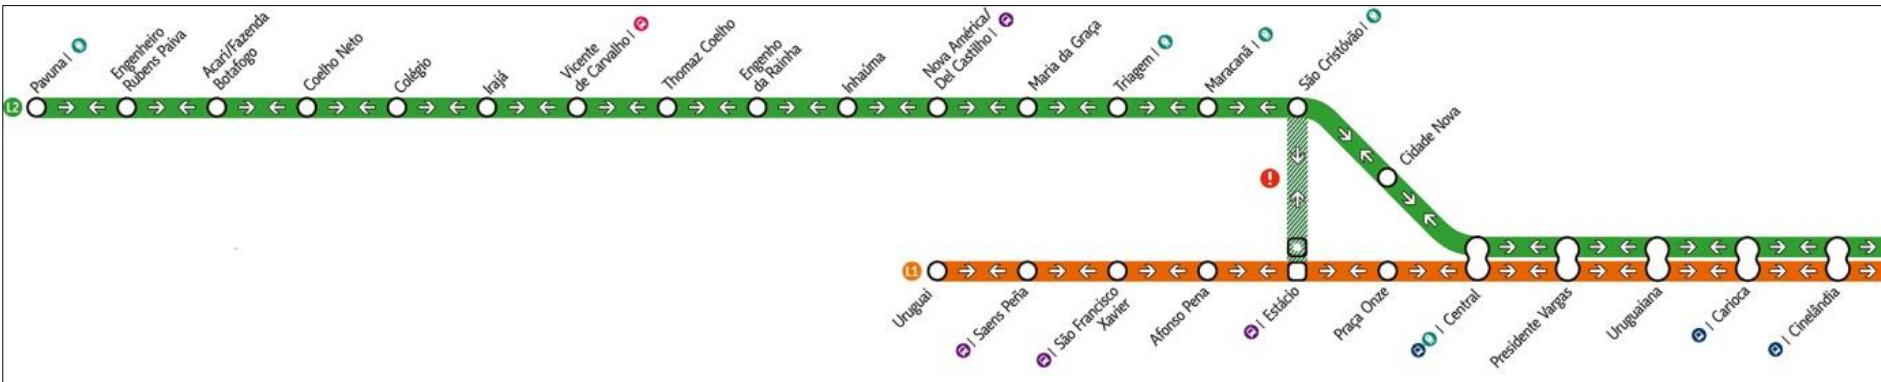 L2
Pavuna |
Engenheiro
Rubens Paiva
Acari/Fazenda
Botafogo
Coelho Neto
Colégio
Irajá
Vicente
de Carvalho |
Thomaz Coelho
Engenho
da Rainha
Inhaúma
Nova América/
Del Castilho |
Maria da Graça
Triagem |
Maracanã |
São Cristóvão |
Cidade Nova
!
L1
Uruguai
| Saens Peña
| São Francisco
Xavier
Afonso Pena
| Estácio
Praça Onze
| Central
Presidente Vargas
Uruguaiana
| Carioca
| Cinelândia